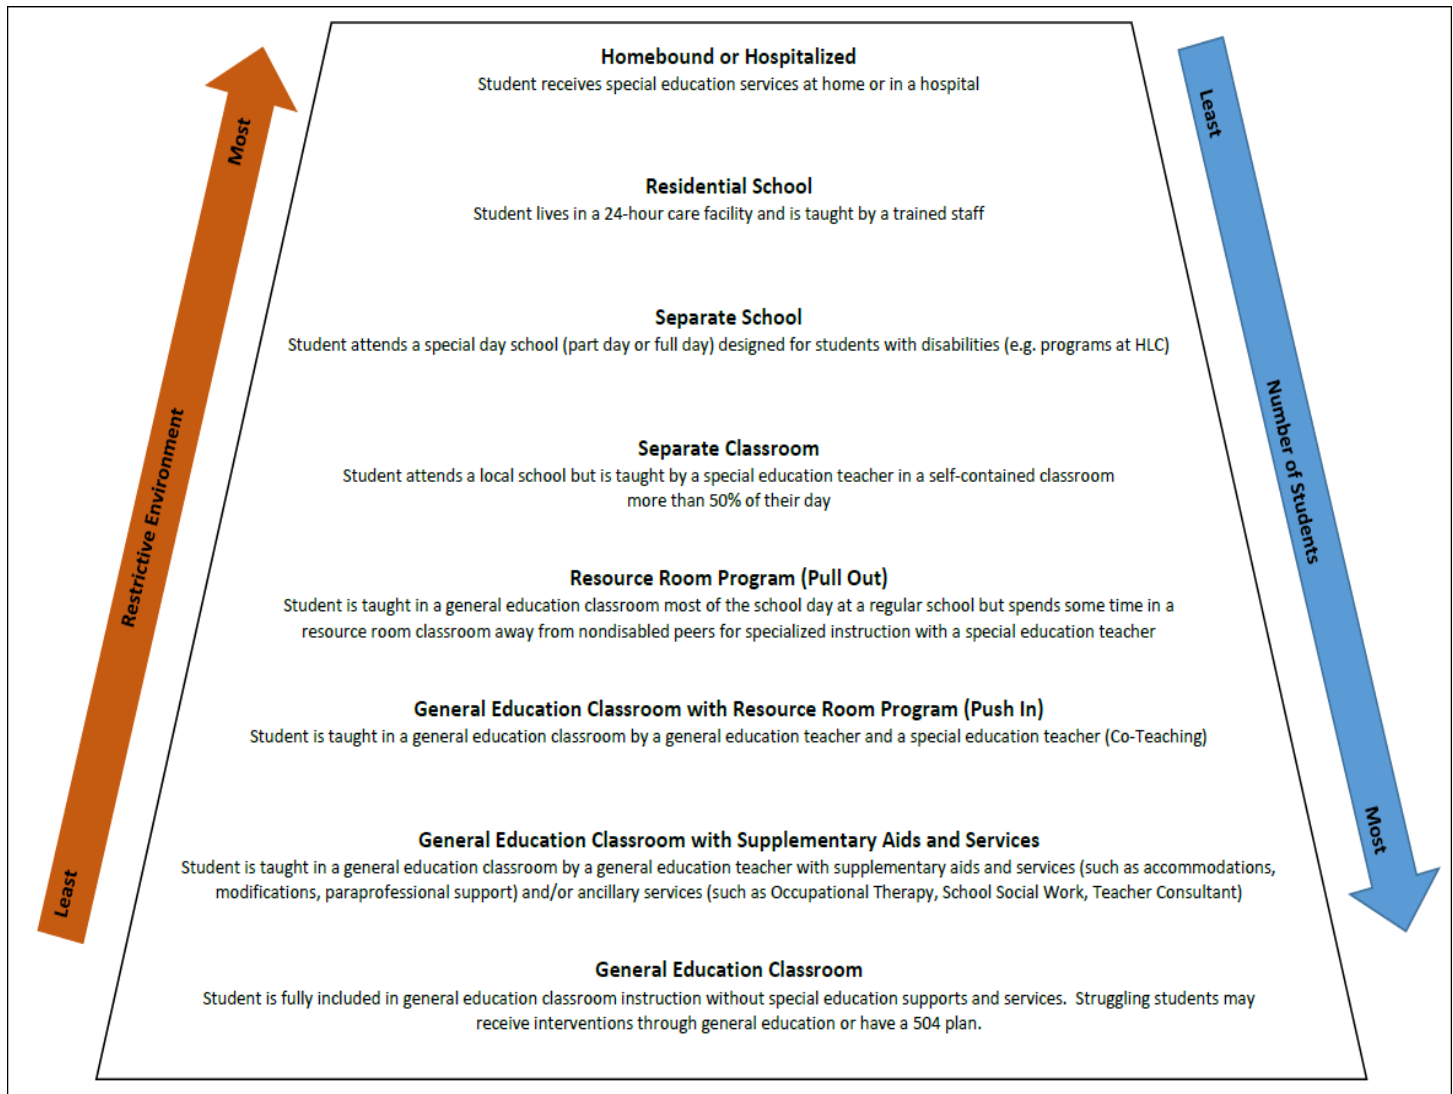 Homebound or Hospitalized
Student receives special education services at home or in a hospital
Residential School
Student lives in a 24-hour care facility and is taught by a trained staff
Separate School
Student attends a special day school (part day or full day) designed for students with disabilities (e.g. programs at HLC)
Separate Classroom
Student attends a local school but is taught by a special education teacher in a self-contained classroom
more than 50% of their day
Resource Room Program (Pull Out)
Student is taught in a general education classroom most of the school day at a regular school but spends some time in a
resource room classroom away from nondisabled peers for specialized instruction with a special education teacher
General Education Classroom with Resource Room Program (Push In)
Student is taught in a general education classroom by a general education teacher and a special education teacher (Co-Teaching)
General Education Classroom with Supplementary Aids and Services
Student is taught in a general education classroom by a general education teacher with supplementary aids and services (such as accommodations,
modifications, paraprofessional support) and/or ancillary services (such as Occupational Therapy, School Social Work, Teacher Consultant)
General Education Classroom
Student is fully included in general education classroom instruction without special education supports and services.  Struggling students may
receive interventions through general education or have a 504 plan.
Least
Restrictive Environment
Most
Least
Number of Students
Most